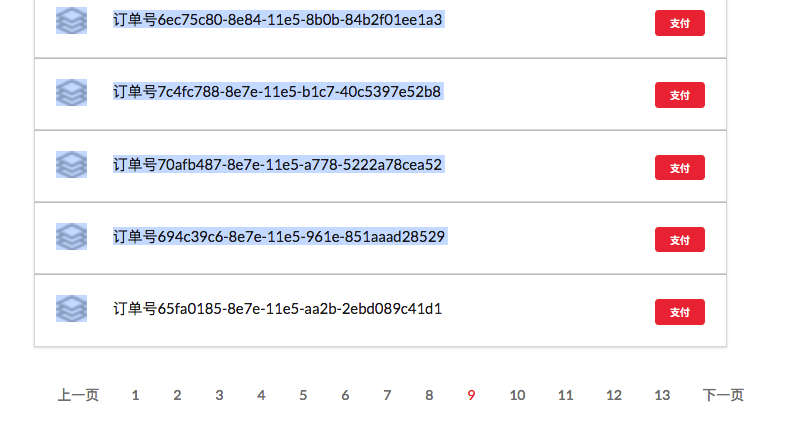 订单号6ec75c80-8e84-11e5-8b0b-84b2f01ee1a3 支付
订单号7c4fc788-8e7e-11e5-b1c7-40c5397e52b8 支付
订单号70afb487-8e7e-11e5-a778-5222a78cea52 支付
订单号694c39c6-8e7e-11e5-961e-851aaad28529 支付
订单号65fa0185-8e7e-11e5-aa2b-2ebd089c41d1 支付
上一页 1 2 3 4 5 6 7 8 9 10 11 12 13 下一页